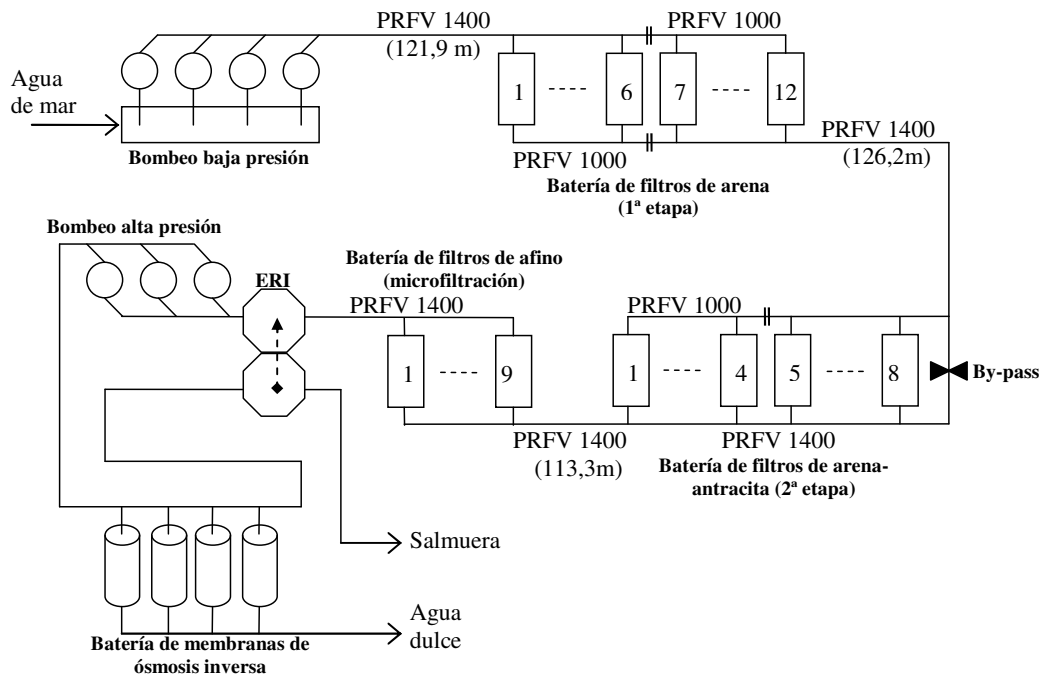 PRFV 1400
(121,9 m)
PRFV 1000
Agua
de mar
1
6
7
12
Bombeo baja presión
PRFV 1000
PRFV 1400
(126,2m)
Batería de filtros de arena
(1ª etapa)
Bombeo alta presión
ERI
Batería de filtros de afino
(microfiltración)
PRFV 1400
PRFV 1000
1
9
1
4
5
8
By-pass
PRFV 1400
(113,3m)
PRFV 1400
Batería de filtros de arena-
antracita (2ª etapa)
Salmuera
Agua
dulce
Batería de membranas de
ósmosis inversa